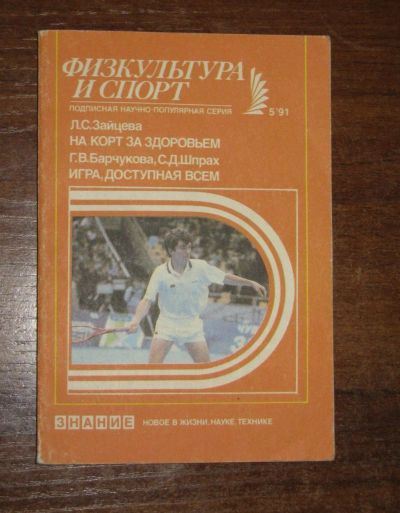 ФИЗКУЛЬТУРА
И СПОРТ
ПОДПИСНАЯ НАУЧНО-ПОПУЛЯРНАЯ СЕРИЯ
5'91
Л.С.Зайцева
НА КОРТ ЗА ЗДОРОВЬЕМ
Г.В.Барчукова, С.Д.Шпрах
ИГРА, ДОСТУПНАЯ ВСЕМ
ЗНАНИЕ
НОВОЕ В ЖИЗНИ, НАУКЕ, ТЕХНИКЕ